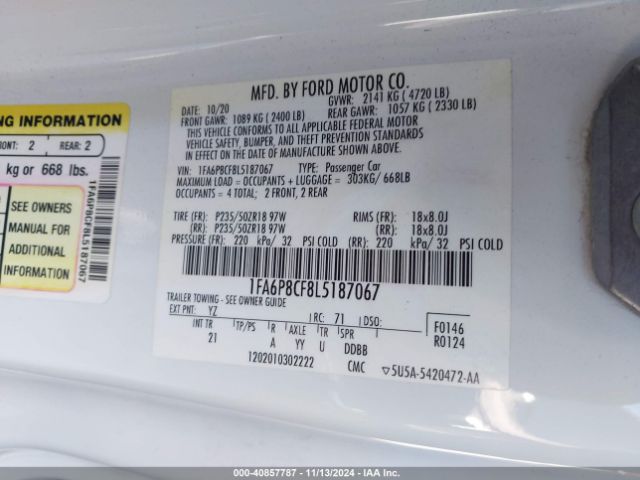 NG INFORMATION
RONT: 2 REAR: 2
kg or 668 lbs.
SEE OWNERS
MANUAL FOR
ADDITIONAL
INFORMATION
1FA6P8CF8L5187067
MFD. BY FORD MOTOR CO.
DATE: 10/20 GVWR: 2141 KG ( 4720 LB)
FRONT GAWR: 1089 KG ( 2400 LB) REAR GAWR: 1057 KG ( 2330 LB)
THIS VEHICLE CONFORMS TO ALL APPLICABLE FEDERAL MOTOR
VEHICLE SAFETY, BUMPER, AND THEFT PREVENTION STANDARDS
IN EFFECT ON THE DATE OF MANUFACTURE SHOWN ABOVE.
VEHICLE ID: 1FA6P8CF8L5187067 TYPE: Passenger Car
MAXIMUM LOAD = OCCUPANTS + LUGGAGE = 303KG/ 668LB
OCCUPANTS = 4 TOTAL; 2 FRONT, 2 REAR
TIRE (FR): P235/50ZR18 97W RIMS (FR): 18x8.0J
(RR): P235/50ZR18 97W (RR): 18x8.0J
PRESSURE (FR): 220 kPa/ 32 PSI COLD (RR): 220 kPa/ 32 PSI COLD
1FA6P8CF8L5187067
TRAILER TOWING - SEE OWNER GUIDE
EXT PNT: YZ RC: 71 DSO: F0146
INT TR TP/PS R AXLE TR SPR R0124
21 A YY U DDBB
1202010302222 CMC ▽5U5A-5420472-AA
000-40857787 - 11/13/2024 - IAA Inc.